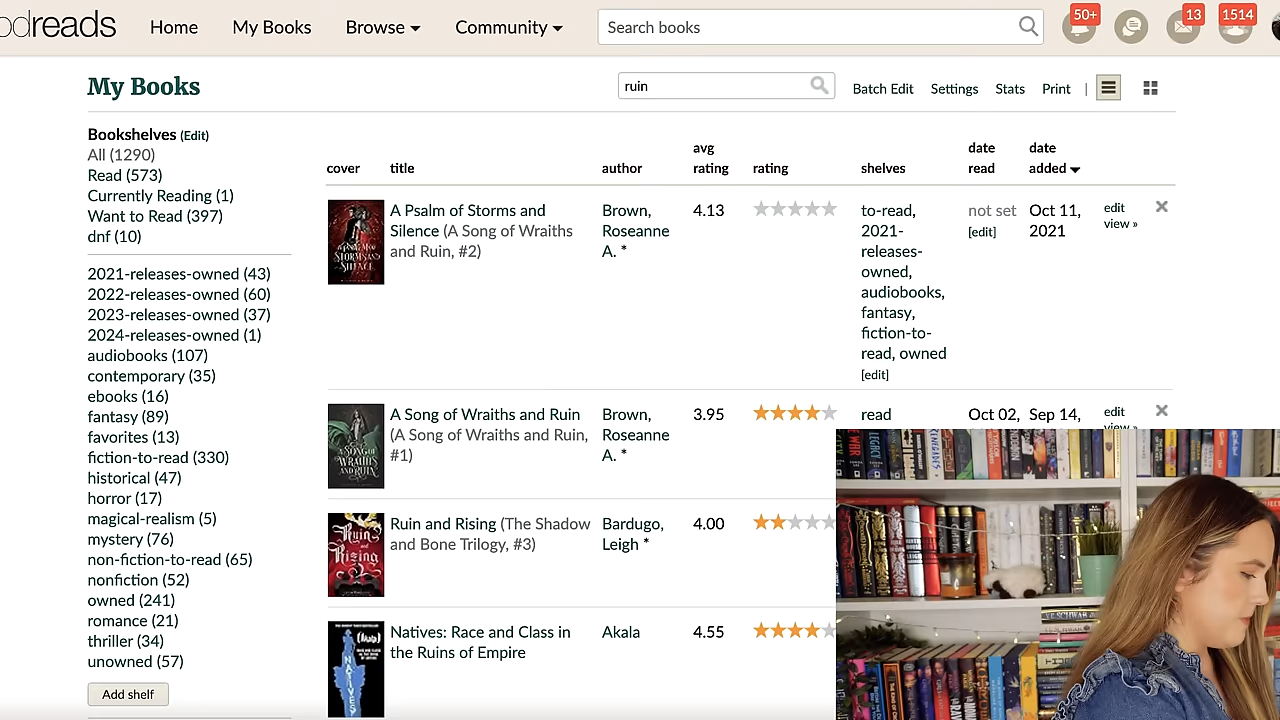 odreads
Home
My Books
Browse
Community
Search books
50+
13
1514
My Books
ruin
Batch Edit
Settings
Stats
Print
|
Bookshelves (Edit)
All (1290)
Read (573)
Currently Reading (1)
Want to Read (397)
dnf (10)
2021-releases-owned (43)
2022-releases-owned (60)
2023-releases-owned (37)
2024-releases-owned (1)
audiobooks (107)
contemporary (35)
ebooks (16)
fantasy (89)
favorites (13)
fiction-to-read (330)
historical (47)
horror (17)
magical-realism (5)
mystery (76)
non-fiction-to-read (65)
nonfiction (52)
owned (241)
romance (21)
thriller (34)
unowned (57)
Add shelf
cover
title
author
avg
rating
rating
shelves
date
read
date
added
A Psalm of Storms and
Silence (A Song of Wraiths
and Ruin, #2)
Brown,
Roseanne
A. *
4.13
to-read,
2021-
releases-
owned,
audiobooks,
fantasy,
fiction-to-
read, owned
[edit]
not set
[edit]
Oct 11,
2021
edit
view »
A Song of Wraiths and Ruin
(A Song of Wraiths and Ruin,
#1)
Brown,
Roseanne
A. *
3.95
read
Oct 02,
Sep 14,
edit
view »
Ruin and Rising (The Shadow
and Bone Trilogy, #3)
Bardugo,
Leigh *
4.00
Ruin
and
Rising
Natives: Race and Class in
the Ruins of Empire
Akala
4.55
NATIVES
LEGACY
SCHWAB